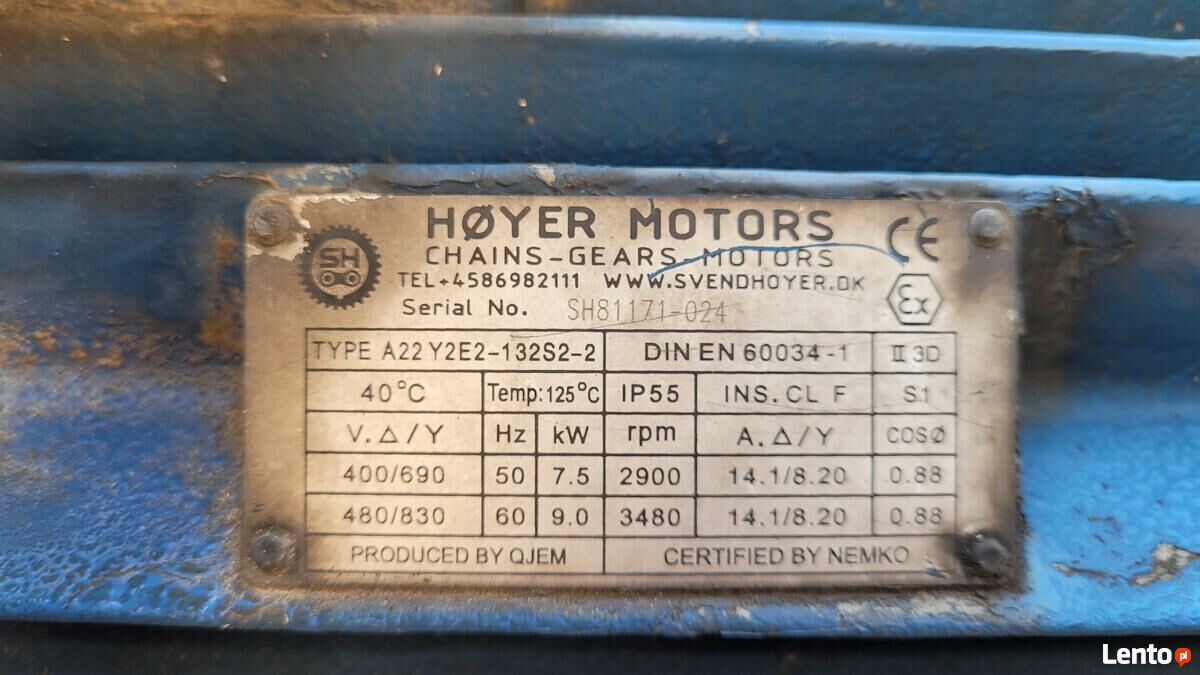 HØYER MOTORS
CE
SH
CHAINS-GEARS-MOTORS
TEL+4586982111 WWW.SVENDHOYER.DK
Ex
Serial No. SH81171-024
TYPE A22 Y2E2-132S2-2 DIN EN 60034-1 II 3D
40°C Temp:125°C IP55 INS. CL F S1
V. △/Y Hz kW rpm A. △/Y COSØ
400/690 50 7.5 2900 14.1/8.20 0.88
480/830 60 9.0 3480 14.1/8.20 0.88
PRODUCED BY QJEM CERTIFIED BY NEMKO
Lento.pl